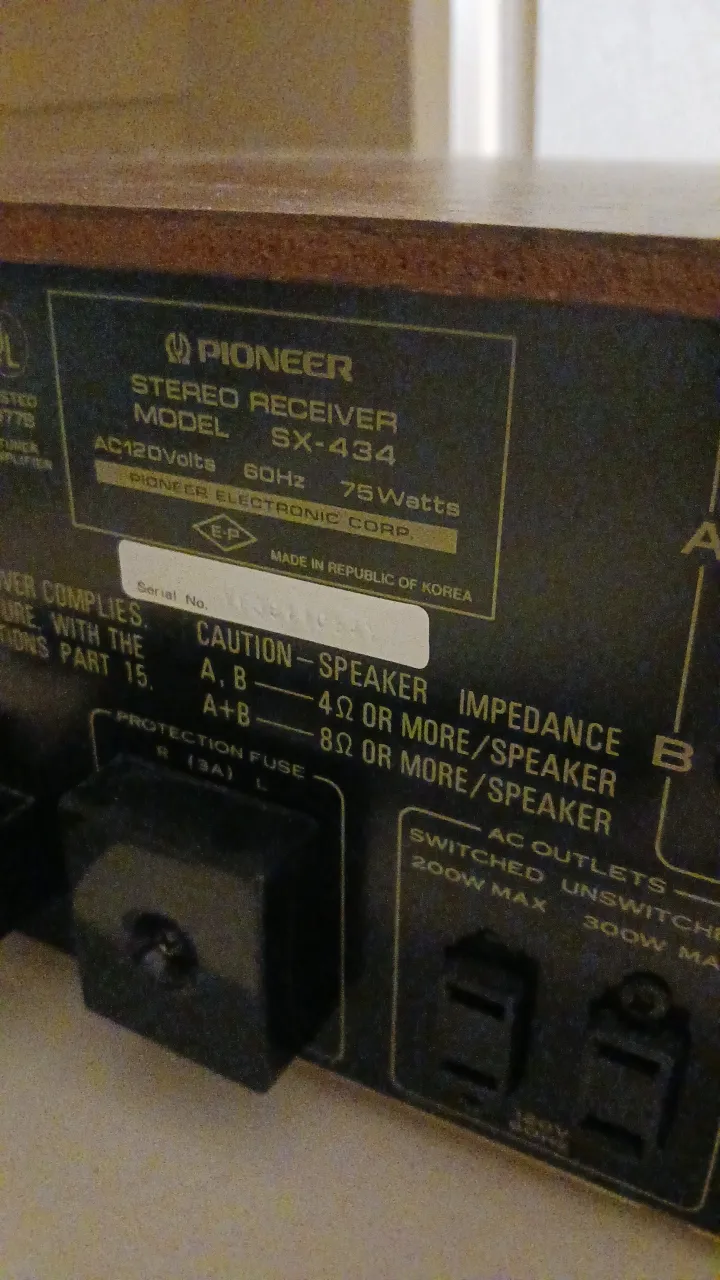 PIONEER
STEREO RECEIVER
MODEL SX-434
AC120Volts 60Hz 75Watts
PIONEER ELECTRONIC CORP.
E-P
MADE IN REPUBLIC OF KOREA
Serial No.
COMPLIES.
WITH THE
PART 15.
CAUTION-SPEAKER IMPEDANCE
A, B — 4Ω OR MORE/SPEAKER
A+B — 8Ω OR MORE/SPEAKER
A
B
PROTECTION FUSE
R (3A) L
AC OUTLETS
SWITCHED
200W MAX 300W